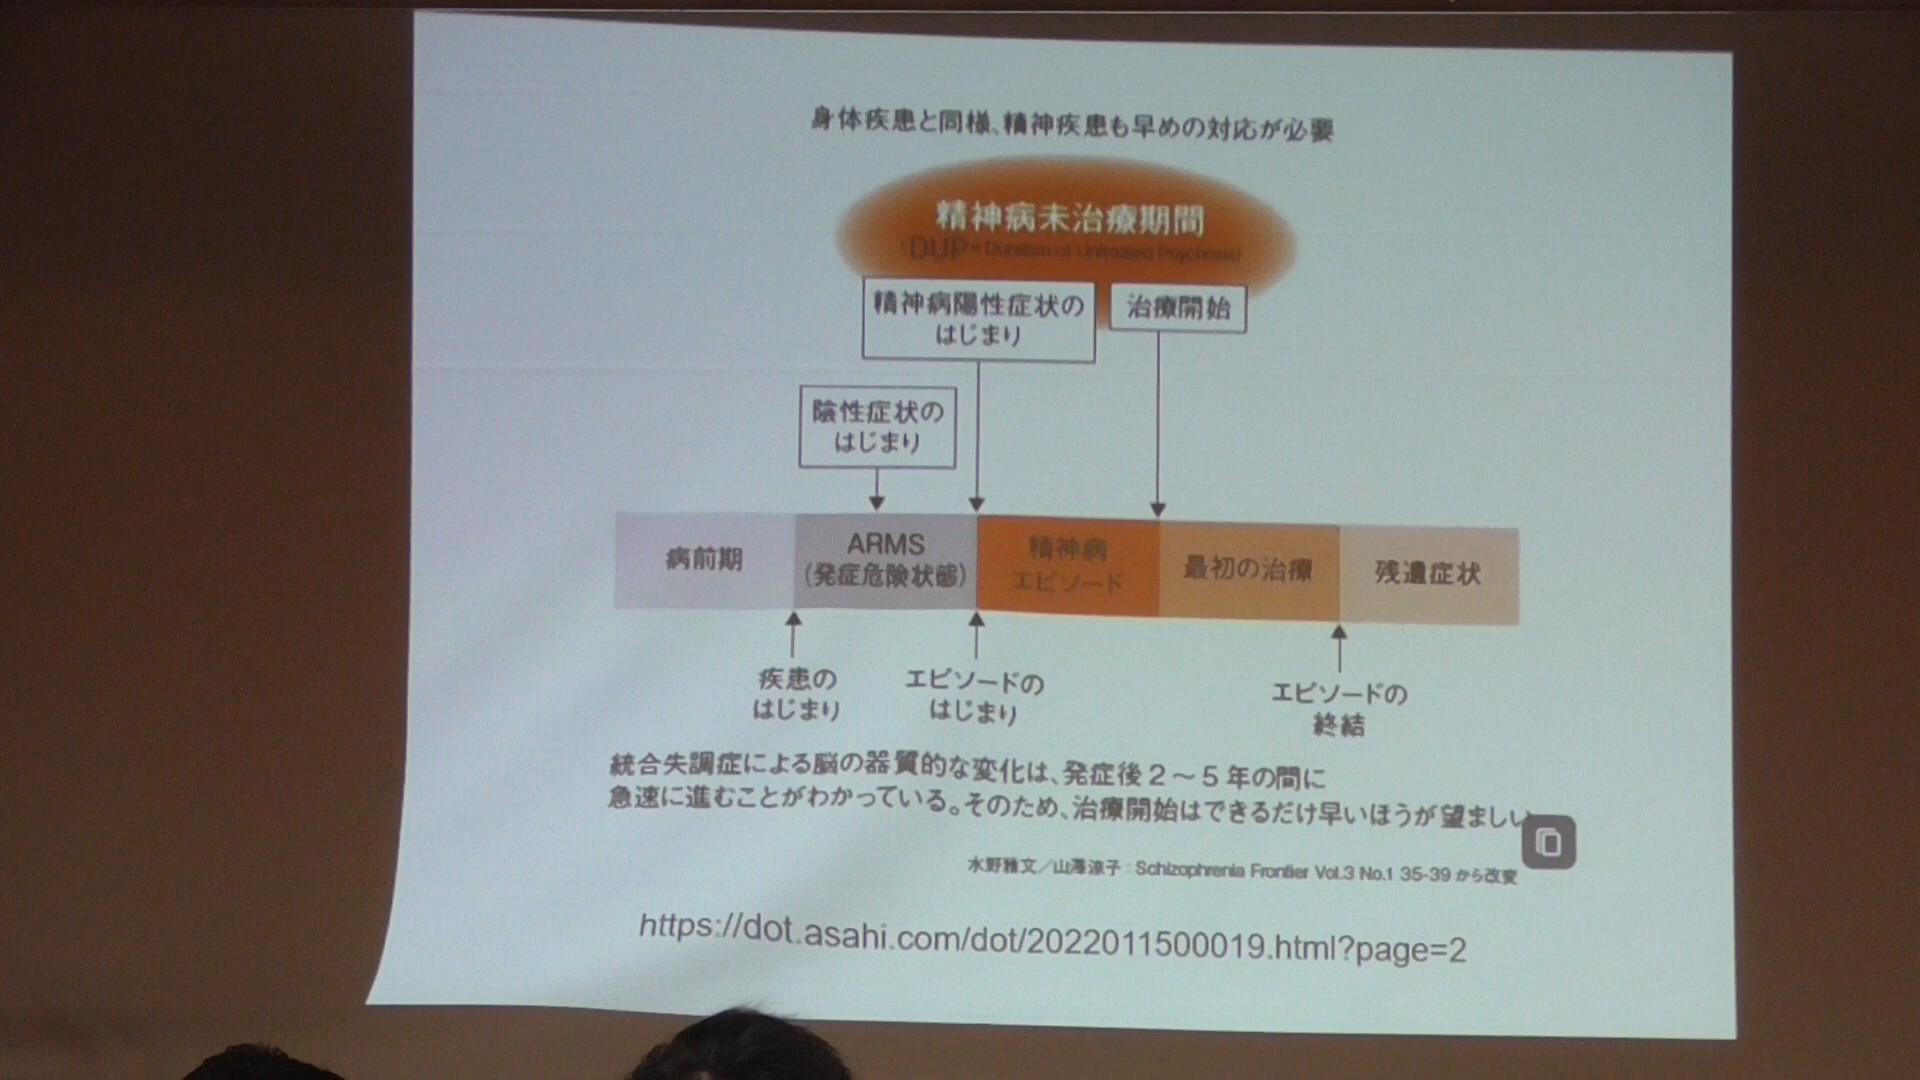 身体疾患と同様、精神疾患も早めの対応が必要
精神病未治療期間
(DUP=Duration of Untreated Psychosis)
精神病陽性症状の
はじまり
治療開始
陰性症状の
はじまり
病前期
ARMS
(発症危険状態)
精神病
エピソード
最初の治療
残遺症状
疾患の
はじまり
エピソードの
はじまり
エピソードの
終結
統合失調症による脳の器質的な変化は、発症後2〜5年の間に
急速に進むことがわかっている。そのため、治療開始はできるだけ早いほうが望ましい
水野雅文／山澤涼子：Schizophrenia Frontier Vol.3 No.1 35-39 から改変
https://dot.asahi.com/dot/2022011500019.html?page=2